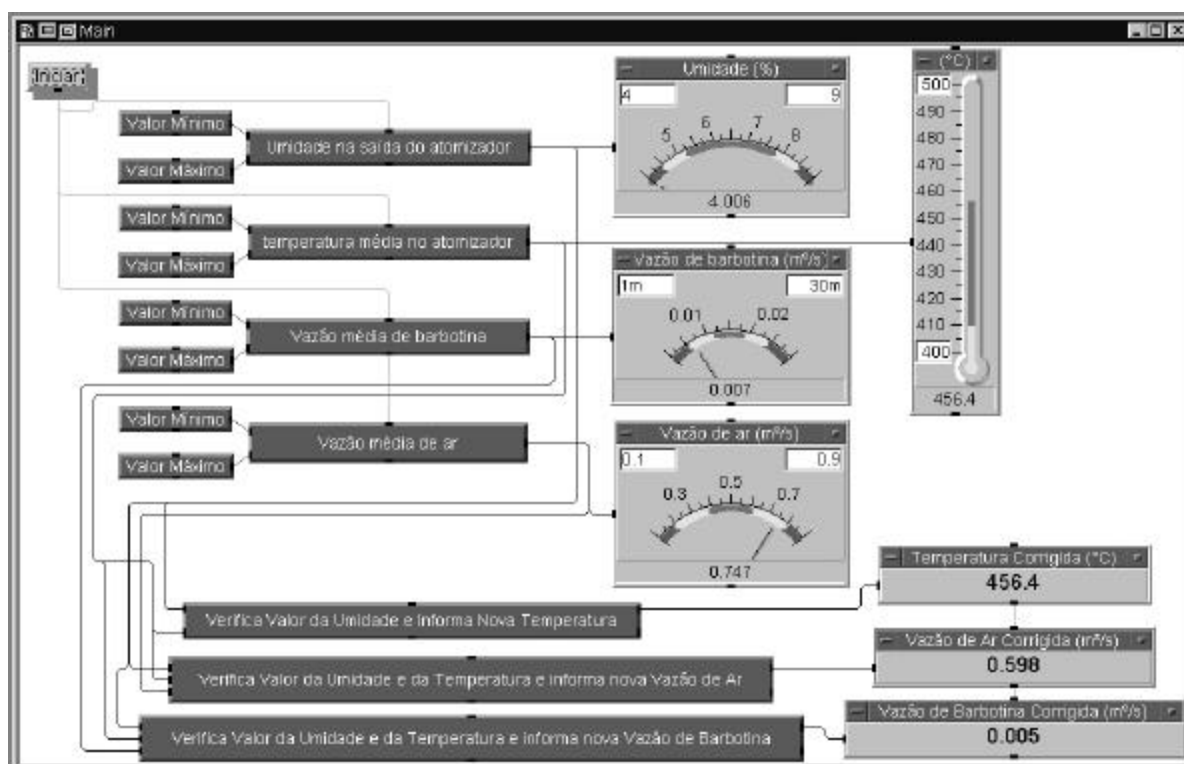 Main
Iniciar
Valor Mínimo
Valor Máximo
Umidade na saída do atomizador
Valor Mínimo
Valor Máximo
temperatura média no atomizador
Valor Mínimo
Valor Máximo
Vazão média de barbotina
Valor Mínimo
Valor Máximo
Vazão média de ar
Umidade (%)
4 9
5 6 7 8
4.006
Vazão de barbotina (m³/s)
1m 30m
0.01 0.02
0.007
Vazão de ar (m³/s)
0.1 0.9
0.3 0.5 0.7
0.747
(°C)
500
490
480
470
460
450
440
430
420
410
400
456.4
Verifica Valor da Umidade e Informa Nova Temperatura
Temperatura Corrigida (°C)
456.4
Verifica Valor da Umidade e da Temperatura e informa nova Vazão de Ar
Vazão de Ar Corrigida (m³/s)
0.598
Verifica Valor da Umidade e da Temperatura e informa nova Vazão de Barbotina
Vazão de Barbotina Corrigida (m³/s)
0.005